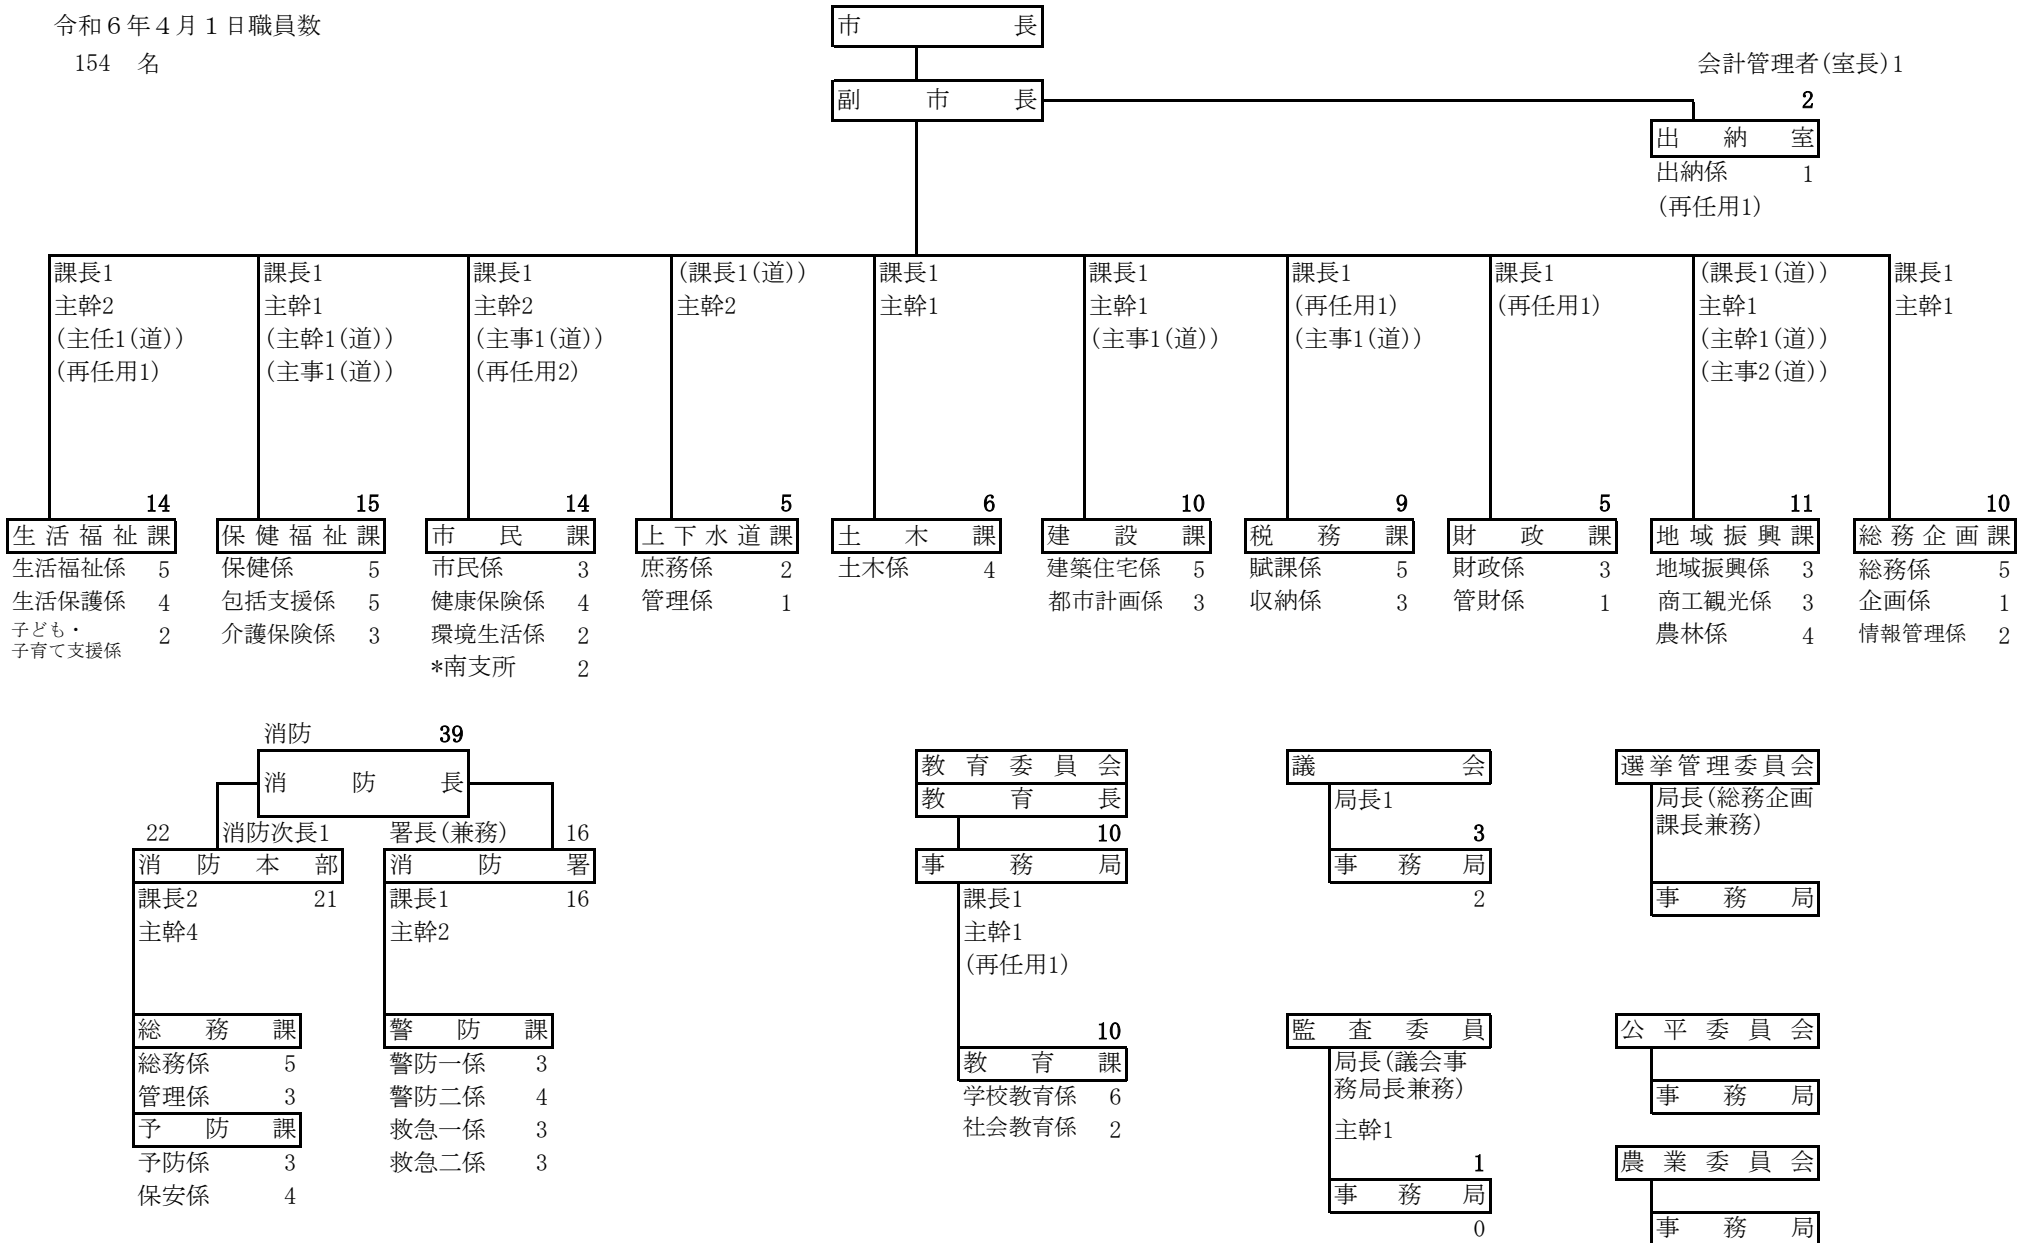 令和６年４月１日職員数
154　名
市長
副市長
会計管理者(室長)1
2
出納室
出納係 1
(再任用1)
課長1
主幹2
(主任1(道))
(再任用1)
14
生活福祉課
生活福祉係 5
生活保護係 4
子ども・
子育て支援係 2
課長1
主幹1
(主幹1(道))
(主事1(道))
15
保健福祉課
保健係 5
包括支援係 5
介護保険係 3
課長1
主幹2
(主事1(道))
(再任用2)
14
市民課
市民係 3
健康保険係 4
環境生活係 2
*南支所 2
(課長1(道))
主幹2
5
上下水道課
庶務係 2
管理係 1
課長1
主幹1
6
土木課
土木係 4
課長1
主幹1
(主事1(道))
10
建設課
建築住宅係 5
都市計画係 3
課長1
(再任用1)
(主事1(道))
9
税務課
賦課係 5
収納係 3
課長1
(再任用1)
5
財政課
財政係 3
管財係 1
(課長1(道))
主幹1
(主幹1(道))
(主事2(道))
11
地域振興課
地域振興係 3
商工観光係 3
農林係 4
課長1
主幹1
10
総務企画課
総務係 5
企画係 1
情報管理係 2
消防 39
消防長
22 消防次長1
消防本部
課長2 21
主幹4
総務課
総務係 5
管理係 3
予防課
予防係 3
保安係 4
署長(兼務) 16
消防署
課長1 16
主幹2
警防課
警防一係 3
警防二係 4
救急一係 3
救急二係 3
教育委員会
教育長
10
事務局
課長1
主幹1
(再任用1)
10
教育課
学校教育係 6
社会教育係 2
議会
局長1
3
事務局
2
選挙管理委員会
局長(総務企画
課長兼務)
事務局
監査委員
局長(議会事
務局長兼務)
主幹1
1
事務局
0
公平委員会
事務局
農業委員会
事務局